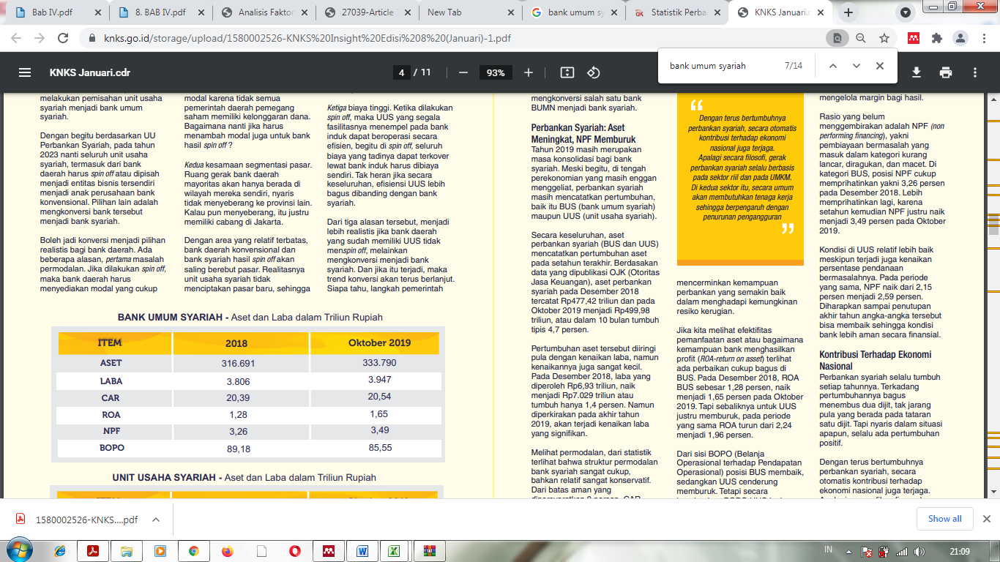 Bab IV.pdf
8. BAB IV.pdf
Analisis Faktor
27039-Article
New Tab
bank umum sy
Statistik Perba
KNKS Januari.c
knks.go.id/storage/upload/1580002526-KNKS%20Insight%20Edisi%208%20(Januari)-1.pdf
bank umum syariah 7/14
KNKS Januari.cdr
4 / 11
93%
melakukan pemisahan unit usaha
syariah menjadi bank umum
syariah.
Dengan begitu berdasarkan UU
Perbankan Syariah, pada tahun
2023 nanti seluruh unit usaha
syariah, termasuk dari bank
daerah harus spin off atau dipisah
menjadi entitas bisnis tersendiri
menjadi anak perusahaan bank
konvensional. Pilihan lain adalah
mengkonversi bank tersebut
menjadi bank syariah.
Boleh jadi konversi menjadi pilihan
realistis bagi bank daerah. Ada
beberapa alasan, pertama masalah
permodalan. Jika dilakukan spin off,
maka bank daerah harus
menyediakan modal yang cukup
modal karena tidak semua
pemerintah daerah pemegang
saham memiliki kelonggaran dana.
Bagaimana nanti jika harus
menambah modal juga untuk bank
hasil spin off ?
Kedua kesamaan segmentasi pasar.
Ruang gerak bank daerah
mayoritas akan hanya berada di
wilayah mereka sendiri, nyaris
tidak menyeberang ke provinsi lain.
Kalau pun menyeberang, itu justru
memiliki cabang di Jakarta.
Dengan area yang relatif terbatas,
bank daerah konvensional dan
bank syariah hasil spin off akan
saling berebut pasar. Realitasnya
unit usaha syariah tidak
menciptakan pasar baru, sehingga
Ketiga biaya tinggi. Ketika dilakukan
spin off, maka UUS yang segala
fasilitasnya menempel pada bank
induk dapat beroperasi secara
efisien, begitu di spin off, seluruh
biaya yang tadinya dapat terkover
lewat bank induk harus dibiaya
sendiri. Tak heran jika secara
keseluruhan, efisiensi UUS lebih
bagus dibanding dengan bank
syariah.
Dari tiga alasan tersebut, menjadi
lebih realistis jika bank daerah
yang sudah memiliki UUS tidak
menspin off, melainkan
mengkonversi menjadi bank
syariah. Dan jika itu terjadi, maka
trend konversi akan terus berlanjut.
Siapa tahu, langkah pemerintah
BANK UMUM SYARIAH - Aset dan Laba dalam Triliun Rupiah
ITEM 2018 Oktober 2019
ASET 316.691 333.790
LABA 3.806 3.947
CAR 20,39 20,54
ROA 1,28 1,65
NPF 3,26 3,49
BOPO 89,18 85,55
UNIT USAHA SYARIAH - Aset dan Laba dalam Triliun Rupiah
mengkonversi salah satu bank
BUMN menjadi bank syariah.
Perbankan Syariah: Aset
Meningkat, NPF Memburuk
Tahun 2019 masih merupakan
masa konsolidasi bagi bank
syariah. Meski begitu, di tengah
perekonomian yang masih enggan
menggeliat, perbankan syariah
masih mencatatkan pertumbuhan,
baik itu BUS (bank umum syariah)
maupun UUS (unit usaha syariah).
Secara keseluruhan, aset
perbankan syariah (BUS dan UUS)
mencatatkan pertumbuhan aset
pada setahun terakhir. Berdasakan
data yang dipublikasi OJK (Otoritas
Jasa Keuangan), aset perbankan
syariah pada Desember 2018
tercatat Rp477,42 triliun dan pada
Oktober 2019 menjadi Rp499,98
triliun, atau dalam 10 bulan tumbuh
tipis 4,7 persen.
Pertumbuhan aset tersebut diiringi
pula dengan kenaikan laba, namun
kenaikannya juga sangat kecil.
Pada Desember 2018, laba yang
diperoleh Rp6,93 triliun, naik
menjadi Rp7.029 triliun atau
tumbuh hanya 1,4 persen. Namun
diperkirakan pada akhir tahun
2019, akan terjadi kenaikan laba
yang signifikan.
Melihat permodalan, dari statistik
terlihat bahwa struktur permodalan
bank syariah sangat cukup,
bahkan relatif sangat konservatif.
Dari batas aman yang
“
Dengan terus bertumbuhnya
perbankan syariah, secara otomatis
kontribusi terhadap ekonomi
nasional juga terjaga.
Apalagi secara filosofi, gerak
perbankan syariah selalu berbasis
pada sektor riil dan pada UMKM.
Di kedua sektor itu, secara umum
akan membutuhkan tenaga kerja
sehingga berpengaruh dengan
penurunan pengangguran
”
mencerminkan kemampuan
perbankan yang semakin baik
dalam menghadapi kemungkinan
resiko kerugian.
Jika kita melihat efektifitas
pemanfaatan aset atau bagaimana
kemampuan bank menghasilkan
profit (ROA-return on asset) terlihat
ada perbaikan cukup bagus di
BUS. Pada Desember 2018, ROA
BUS sebesar 1,28 persen, naik
menjadi 1,65 persen pada Oktober
2019. Tapi sebaliknya untuk UUS
justru memburuk, pada periode
yang sama ROA turun dari 2,24
menjadi 1,96 persen.
Dari sisi BOPO (Belanja
Operasional terhadap Pendapatan
Operasional) posisi BUS membaik,
sedangkan UUS cenderung
memburuk. Tetapi secara
mengelola margin bagi hasil.
Rasio yang belum
menggembirakan adalah NPF (non
performing financing), yakni
pembiayaan bermasalah yang
masuk dalam kategori kurang
lancar, diragukan, dan macet. Di
kategori BUS, posisi NPF cukup
memprihatinkan yakni 3,26 persen
pada Desember 2018. Lebih
memprihatinkan lagi, karena
setahun kemudian NPF justru naik
menjadi 3,49 persen pada Oktober
2019.
Kondisi di UUS relatif lebih baik
meskipun terjadi juga kenaikan
persentase pendanaan
bermasalahnya. Pada periode
yang sama, NPF naik dari 2,15
persen menjadi 2,59 persen.
Diharapkan sampai penutupan
akhir tahun angka-angka tersebut
bisa membaik sehingga kondisi
bank lebih aman secara finansial.
Kontribusi Terhadap Ekonomi
Nasional
Perbankan syariah selalu tumbuh
setiap tahunnya. Terkadang
pertumbuhannya bagus
menembus dua dijit, tak jarang
pula yang berada pada tataran
satu dijit. Tapi nyaris dalam situasi
apapun, selalu ada pertumbuhan
positif.
Dengan terus bertumbuhnya
perbankan syariah, secara
otomatis kontribusi terhadap
ekonomi nasional juga terjaga.
1580002526-KNKS....pdf
Show all
IN
21:09